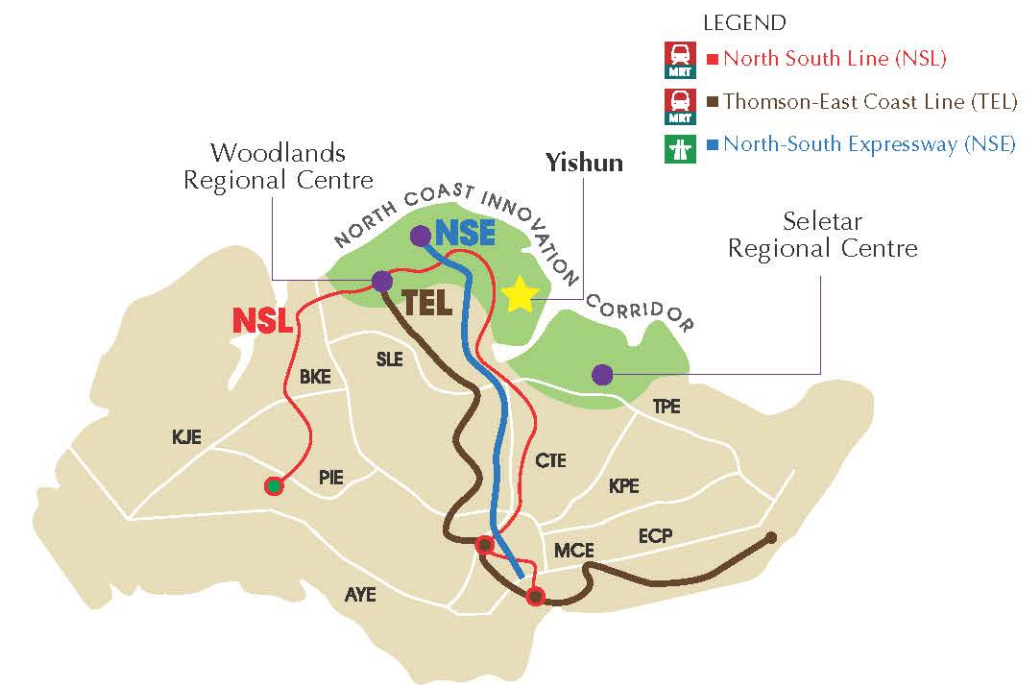 LEGEND
MRT North South Line (NSL)
MRT Thomson-East Coast Line (TEL)
North-South Expressway (NSE)
Woodlands
Regional Centre
Yishun
Seletar
Regional Centre
NORTH COAST INNOVATION CORRIDOR
NSE
TEL
NSL
SLE
BKE
TPE
KJE
PIE
CTE
KPE
MCE
ECP
AYE